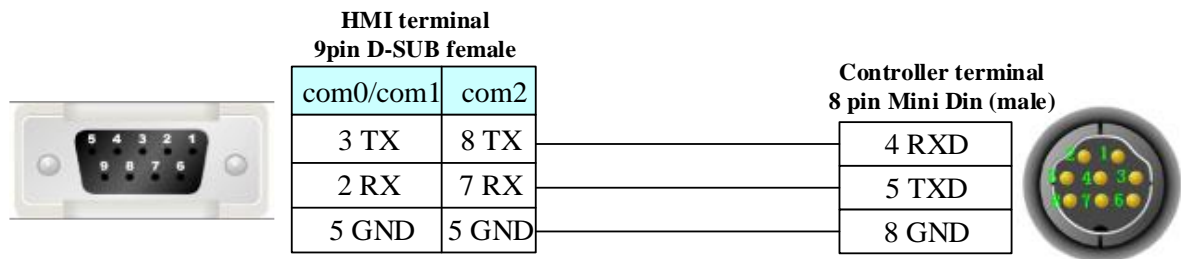 HMI terminal
9pin D-SUB female
com0/com1 com2
3 TX 8 TX
2 RX 7 RX
5 GND 5 GND
Controller terminal
8 pin Mini Din (male)
4 RXD
5 TXD
8 GND
5 4 3 2 1
9 8 7 6
2 1
5 4 3
8 7 6